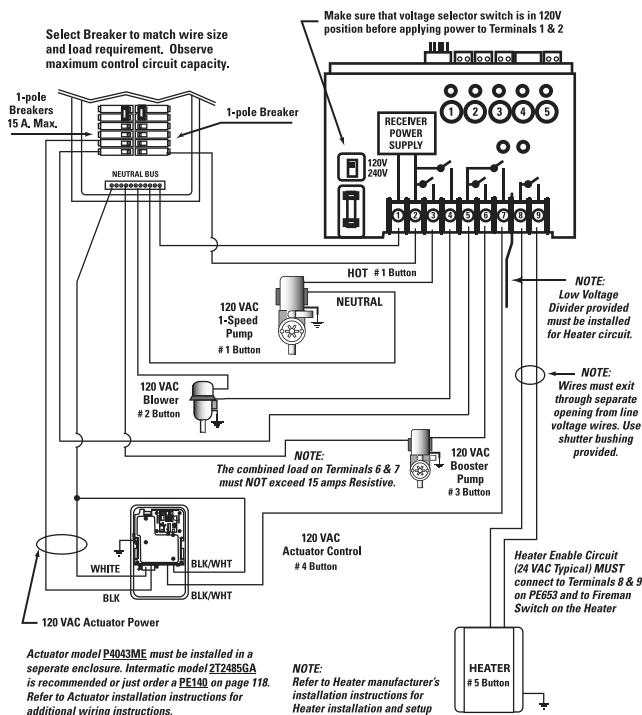 Make sure that voltage selector switch is in 120V
position before applying power to Terminals 1 & 2
Select Breaker to match wire size
and load requirement. Observe
maximum control circuit capacity.
1-pole
Breakers
15 A. Max.
1-pole Breaker
NEUTRAL BUS
RECEIVER
POWER
SUPPLY
120V
240V
1 2 3 4 5
1 2 3 4 5 6 7 8 9
HOT # 1 Button
NEUTRAL
120 VAC
1-Speed
Pump
# 1 Button
NOTE:
Low Voltage
Divider provided
must be installed
for Heater circuit.
120 VAC
Blower
# 2 Button
NOTE:
Wires must exit
through separate
opening from line
voltage wires. Use
shutter bushing
provided.
NOTE:
The combined load on Terminals 6 & 7
must NOT exceed 15 amps Resistive.
120 VAC
Booster
Pump
# 3 Button
120 VAC
Actuator Control
# 4 Button
WHITE
BLK/WHT
BLK
BLK/WHT
120 VAC Actuator Power
Heater Enable Circuit
(24 VAC Typical) MUST
connect to Terminals 8 & 9
on PE653 and to Fireman
Switch on the Heater
Actuator model P4043ME must be installed in a
seperate enclosure. Intermatic model 2T2485GA
is recommended or just order a PE140 on page 118.
Refer to Actuator installation instructions for
additional wiring instructions.
NOTE:
Refer to Heater manufacturer's
installation instructions for
Heater installation and setup
HEATER
# 5 Button